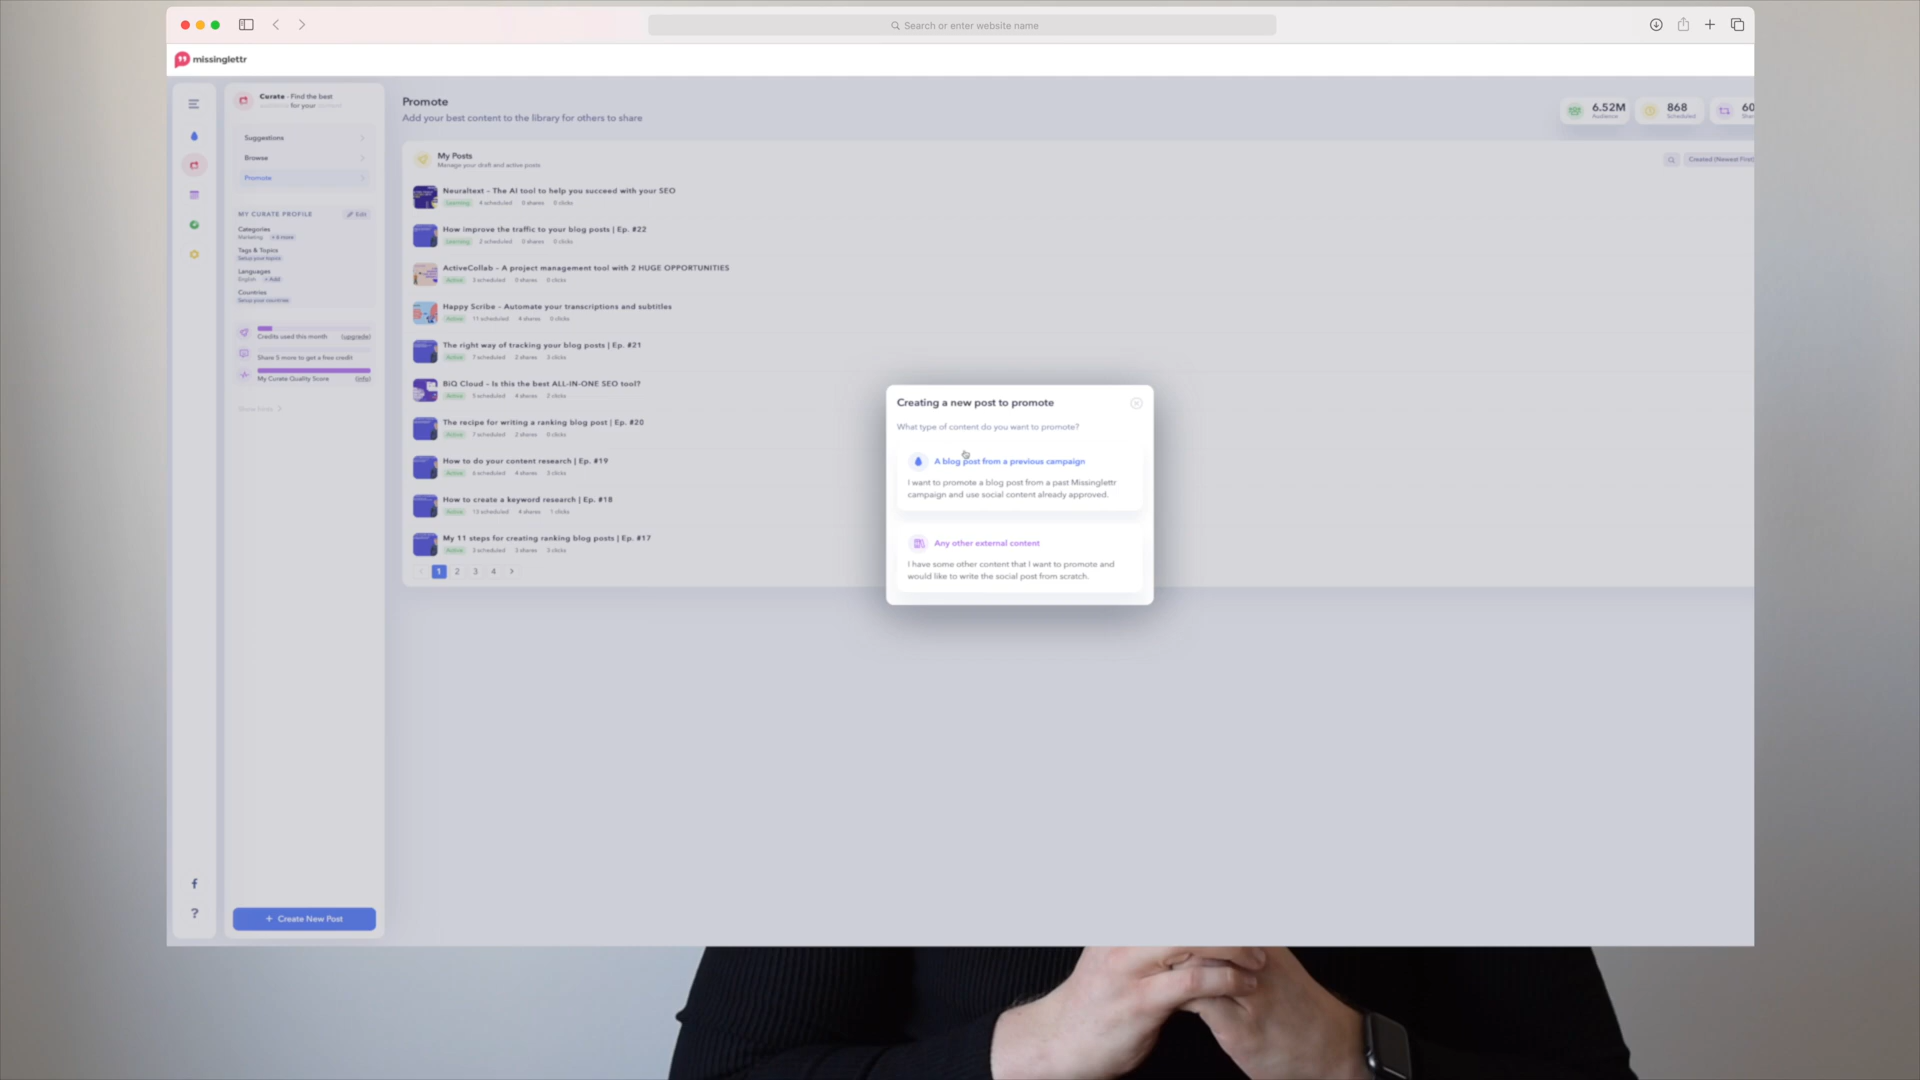 Search or enter website name
missinglettr
Curate - Find the best
for your
Suggestions
Browse
Promote
MY CURATE PROFILE
Edit
Categories
Marketing + 6 more
Tags & Topics
Setup your topics
Languages
English + Add
Countries
Setup your countries
Credits used this month (upgrade)
Share 5 more to get a free credit
My Curate Quality Score (info)
+ Create New Post
Promote
Add your best content to the library for others to share
6.52M
Audience
868
Scheduled
60
My Posts
Manage your draft and active posts
Created (Newest First)
Neuraltext - The AI tool to help you succeed with your SEO
Learning 4 scheduled 0 shares 0 clicks
How improve the traffic to your blog posts | Ep. #22
Learning 2 scheduled 0 shares 0 clicks
ActiveCollab - A project management tool with 2 HUGE OPPORTUNITIES
Active 3 scheduled 0 shares 0 clicks
Happy Scribe - Automate your transcriptions and subtitles
Active 11 scheduled 4 shares 0 clicks
The right way of tracking your blog posts | Ep. #21
Active 7 scheduled 2 shares 3 clicks
BiQ Cloud - Is this the best ALL-IN-ONE SEO tool?
Active 5 scheduled 4 shares 2 clicks
The recipe for writing a ranking blog post | Ep. #20
Active 7 scheduled 2 shares 0 clicks
How to do your content research | Ep. #19
Active 6 scheduled 4 shares 3 clicks
How to create a keyword research | Ep. #18
Active 13 scheduled 4 shares 1 clicks
My 11 steps for creating ranking blog posts | Ep. #17
Active 2 scheduled 3 shares 3 clicks
1 2 3 4
Creating a new post to promote
What type of content do you want to promote?
A blog post from a previous campaign
I want to promote a blog post from a past Missinglettr
campaign and use social content already approved.
Any other external content
I have some other content that I want to promote and
would like to write the social post from scratch.